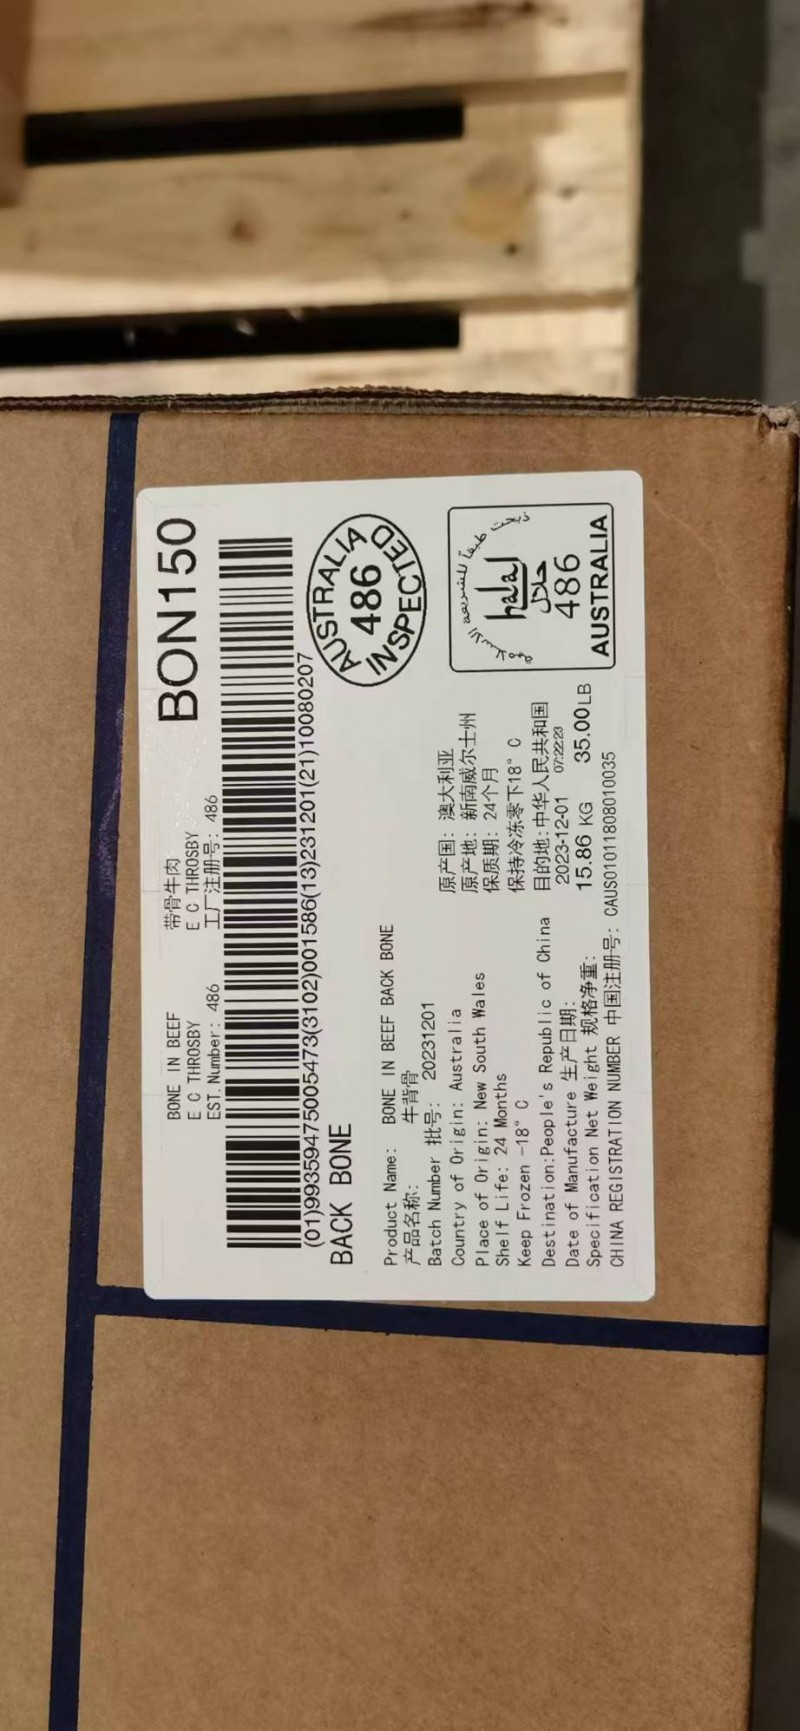 BONE IN BEEF 带骨牛肉 BON150
E C THROSBY E C THROSBY
EST. Number: 486 工厂注册号: 486
(01)99359475005473(3102)001586(13)231201(21)10080207
BACK BONE
AUSTRALIA
486
INSPECTED
Product Name: BONE IN BEEF BACK BONE
产品名称: 牛背骨
Batch Number 批号: 20231201
Country of Origin: Australia 原产国: 澳大利亚
Place of Origin: New South Wales 原产地: 新南威尔士州
Shelf Life: 24 Months 保质期: 24个月
Keep Frozen -18° C 保持冷冻零下18° C
Destination:People's Republic of China 目的地:中华人民共和国
Date of Manufacture 生产日期: 2023-12-01 07:22:23
Specification Net Weight 规格净重: 15.86 KG 35.00LB
CHINA REGISTRATION NUMBER 中国注册号: CAUS01011808010035
halal
حلال
486
AUSTRALIA